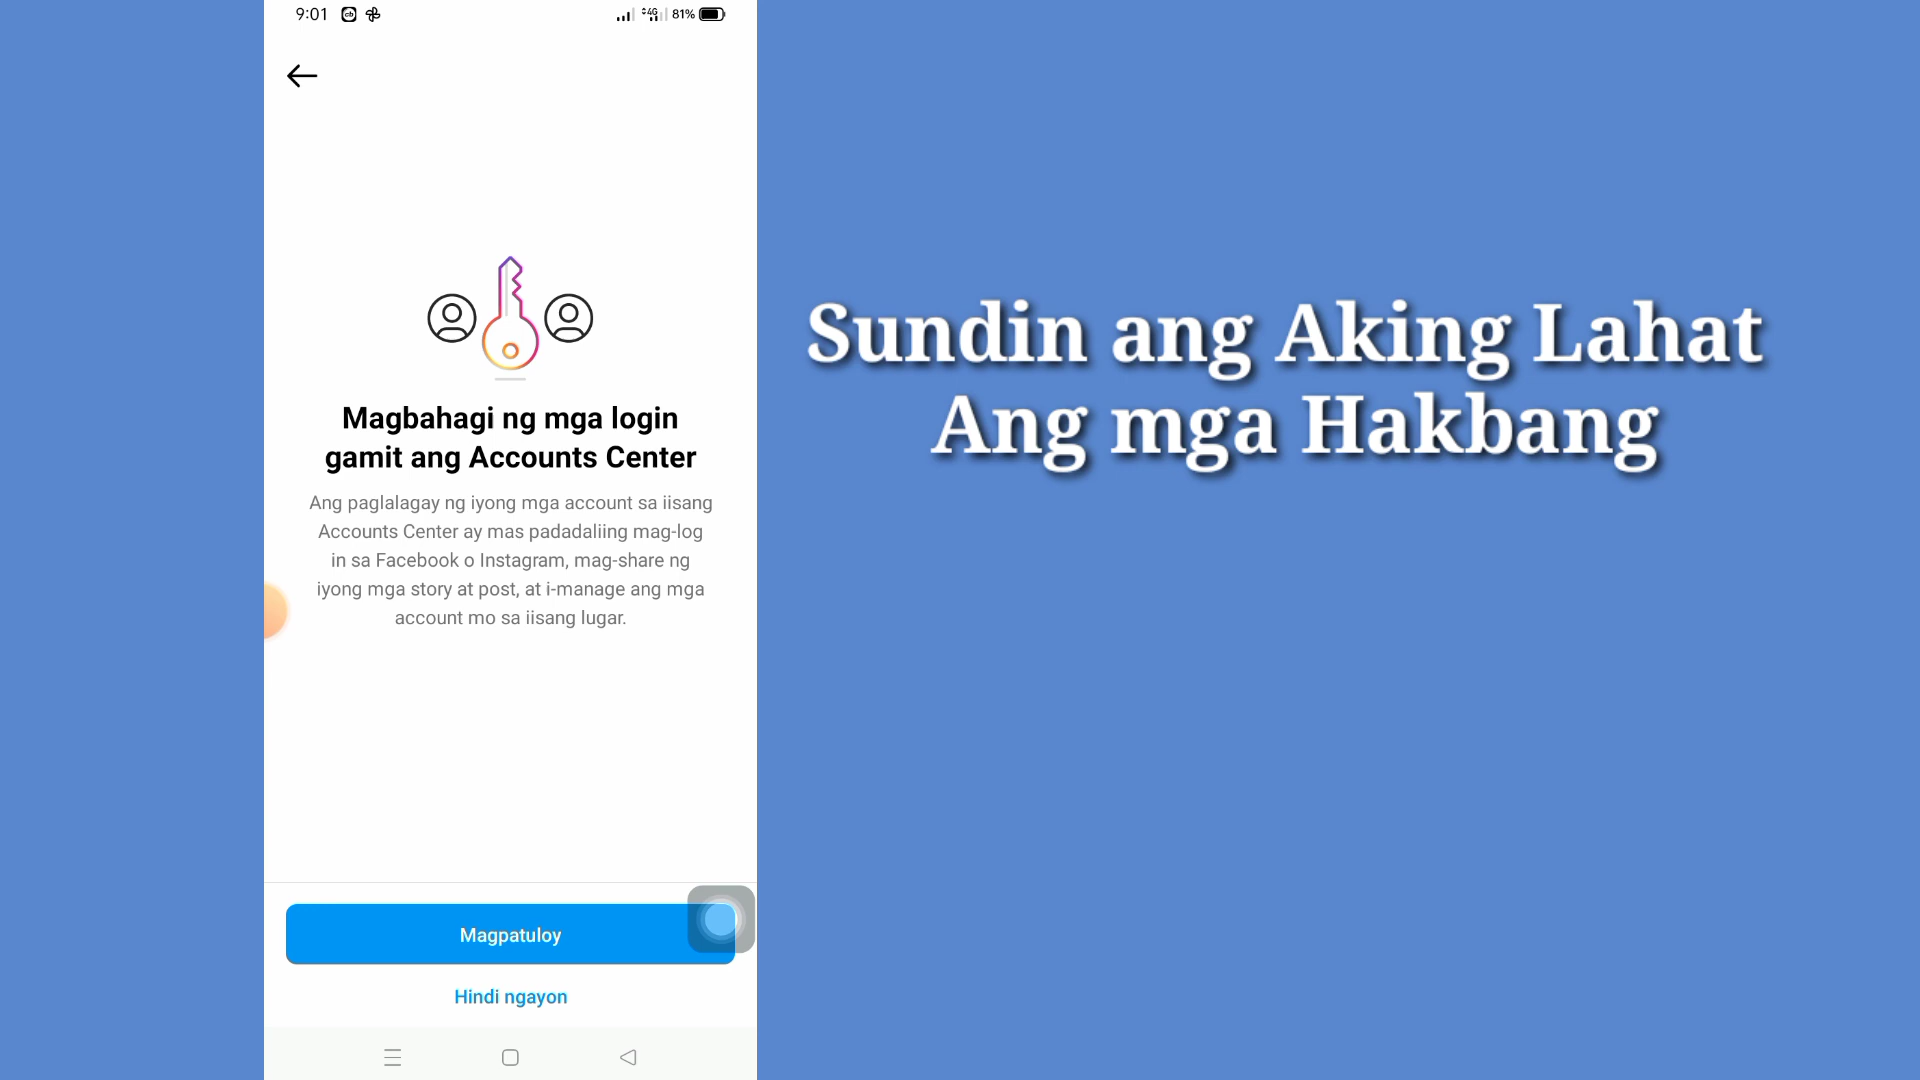 9:01
4G 81%
Magbahagi ng mga login
gamit ang Accounts Center
Ang paglalagay ng iyong mga account sa iisang
Accounts Center ay mas padadaliing mag-log
in sa Facebook o Instagram, mag-share ng
iyong mga story at post, at i-manage ang mga
account mo sa iisang lugar.
Magpatuloy
Hindi ngayon
Sundin ang Aking Lahat
Ang mga Hakbang